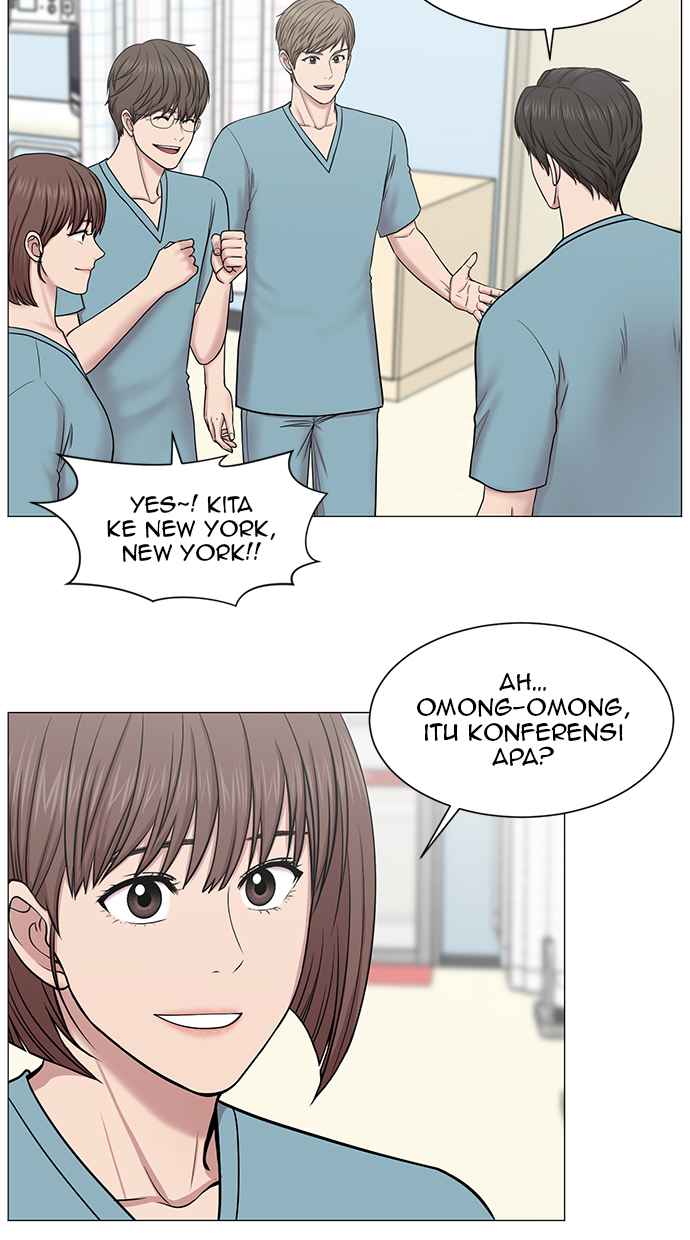 YES~! KITA
KE NEW YORK,
NEW YORK!!
AH...
OMONG-OMONG,
ITU KONFERENSI
APA?